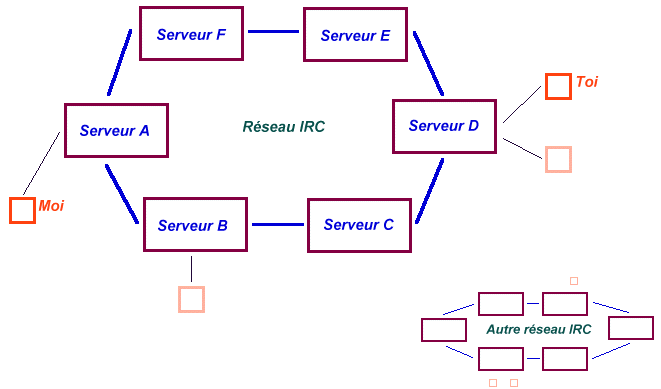 Serveur F
Serveur E
Toi
Serveur A
Réseau IRC
Serveur D
Moi
Serveur B
Serveur C
Autre réseau IRC